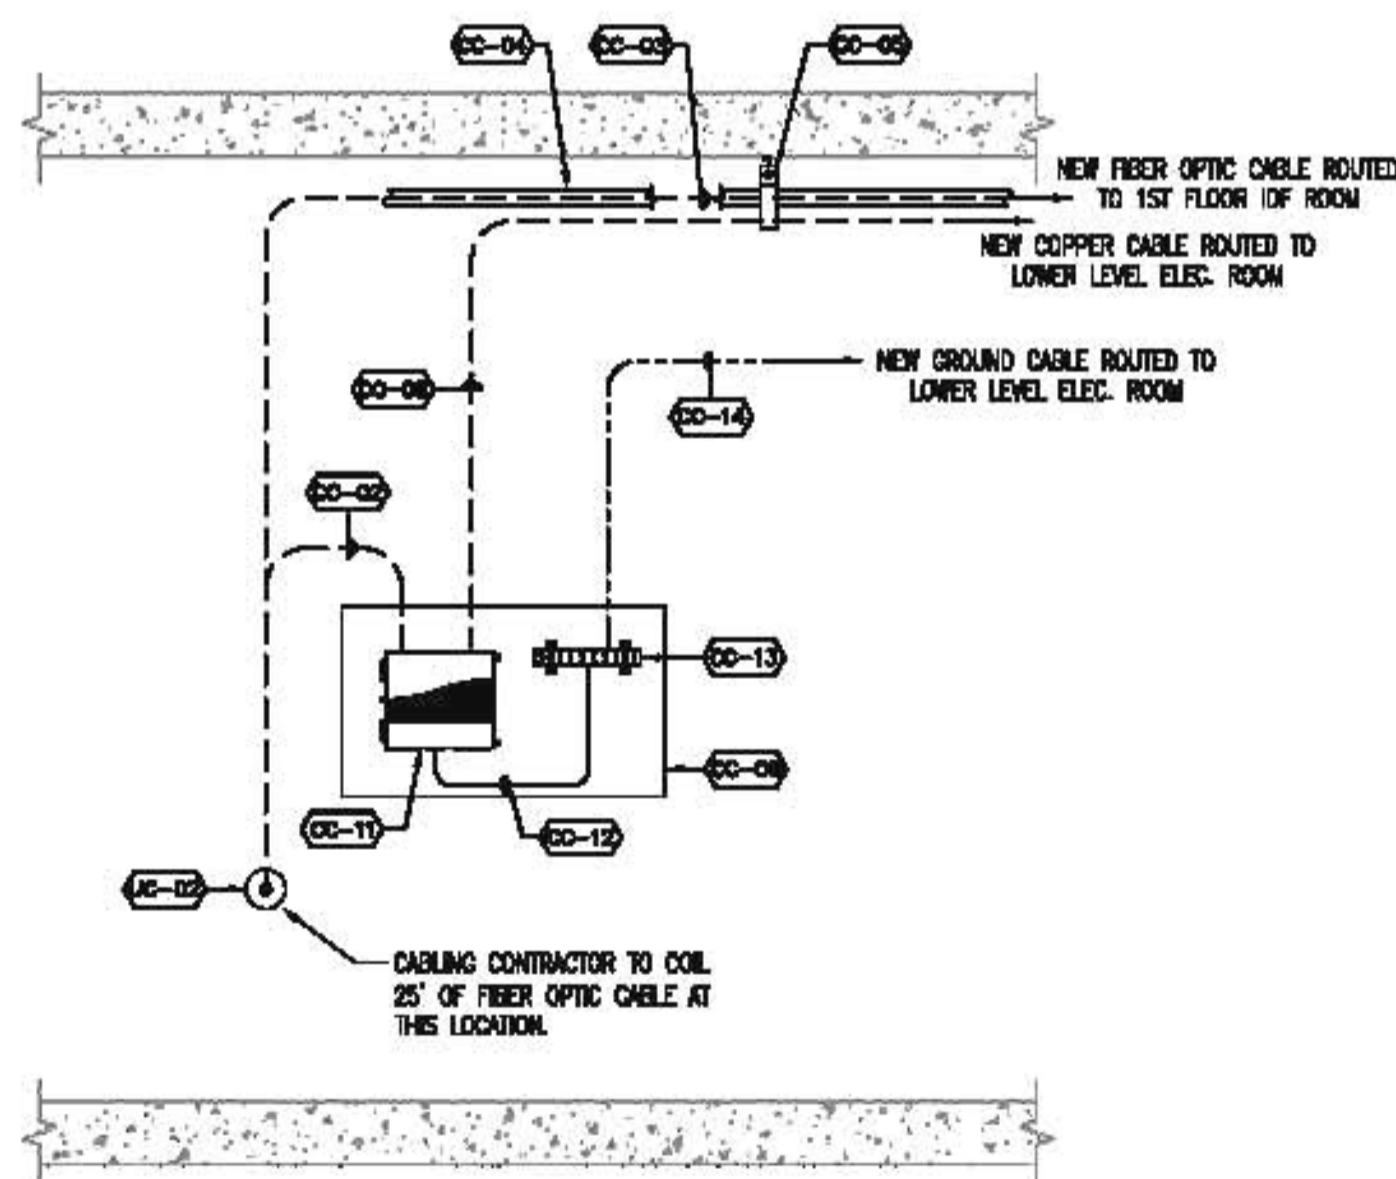 CC-04
CC-03
CC-05
NEW FIBER OPTIC CABLE ROUTED
TO 1ST FLOOR IDF ROOM
NEW COPPER CABLE ROUTED TO
LOWER LEVEL ELEC. ROOM
NEW GROUND CABLE ROUTED TO
LOWER LEVEL ELEC. ROOM
CC-14
CC-02
CC-13
CC-11
CC-12
CABLING CONTRACTOR TO COIL
25' OF FIBER OPTIC CABLE AT
THIS LOCATION.